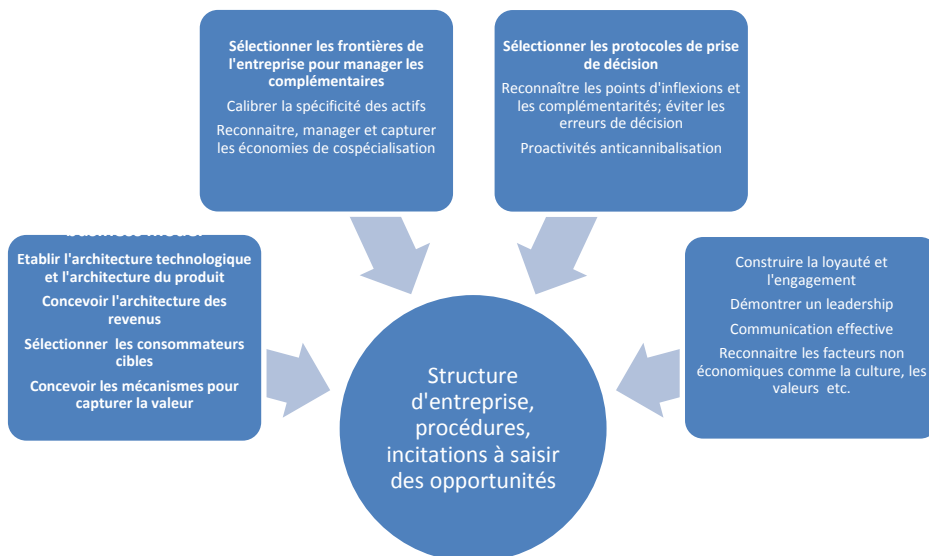 Sélectionner les frontières de
l'entreprise pour manager les
complémentaires
Calibrer la spécificité des actifs
Reconnaitre, manager et capturer
les économies de cospécialisation
Sélectionner les protocoles de prise
de décision
Reconnaître les points d'inflexions et
les complémentarités; éviter les
erreurs de décision
Proactivités anticannibalisation
Etablir l'architecture technologique
et l'architecture du produit
Concevoir l'architecture des
revenus
Sélectionner les consommateurs
cibles
Concevoir les mécanismes pour
capturer la valeur
Construire la loyauté et
l'engagement
Démontrer un leadership
Communication effective
Reconnaitre les facteurs non
économiques comme la culture, les
valeurs etc.
Structure
d'entreprise,
procédures,
incitations à saisir
des opportunités